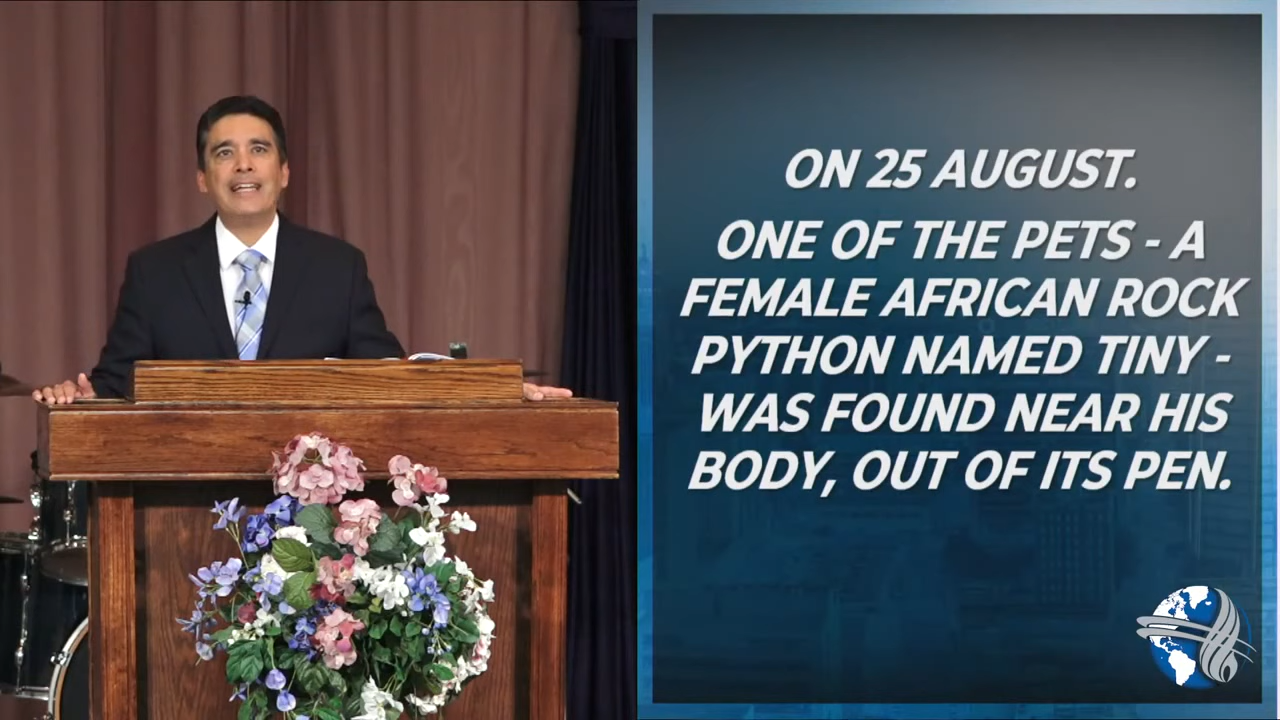 ON 25 AUGUST.
ONE OF THE PETS - A
FEMALE AFRICAN ROCK
PYTHON NAMED TINY -
WAS FOUND NEAR HIS
BODY, OUT OF ITS PEN.